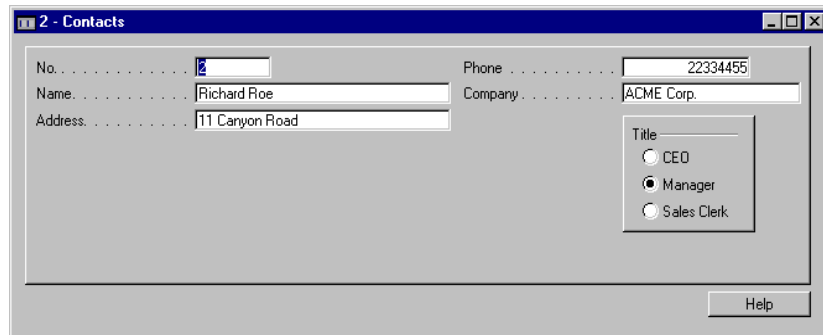 2 - Contacts
No. . . . . . . . . . . . . 2
Name. . . . . . . . . . . . Richard Roe
Address. . . . . . . . . . . 11 Canyon Road
Phone . . . . . . . . . . 22334455
Company . . . . . . . . . ACME Corp.
Title
CEO
Manager
Sales Clerk
Help